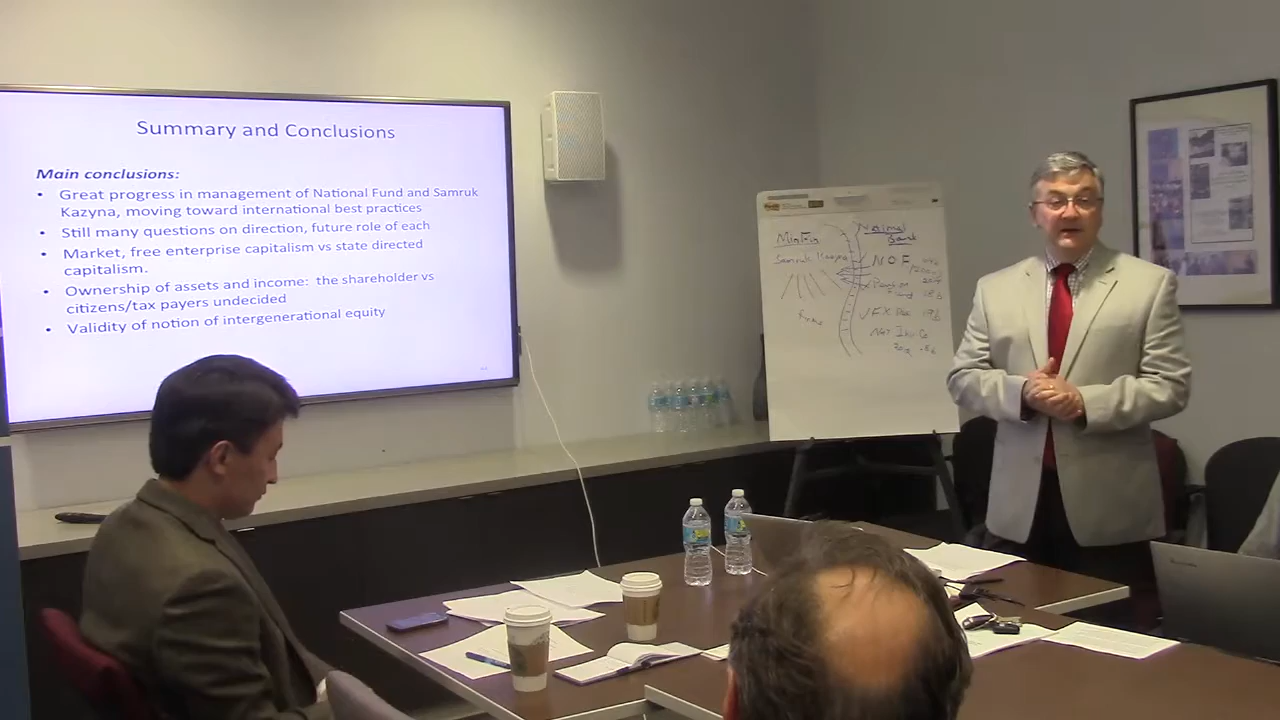 Summary and Conclusions
Main conclusions:
• Great progress in management of National Fund and Samruk
Kazyna, moving toward international best practices
• Still many questions on direction, future role of each
• Market, free enterprise capitalism vs state directed
capitalism.
• Ownership of assets and income: the shareholder vs
citizens/tax payers undecided
• Validity of notion of intergenerational equity
MinFin
Samruk Kazyna
National
Bank
N.O.F